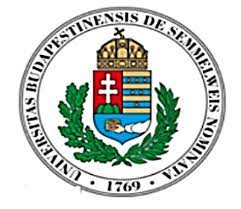 UNIVERSITAS BUDAPESTINENSIS DE SEMMELWEIS NOMINATA
· 1769 ·